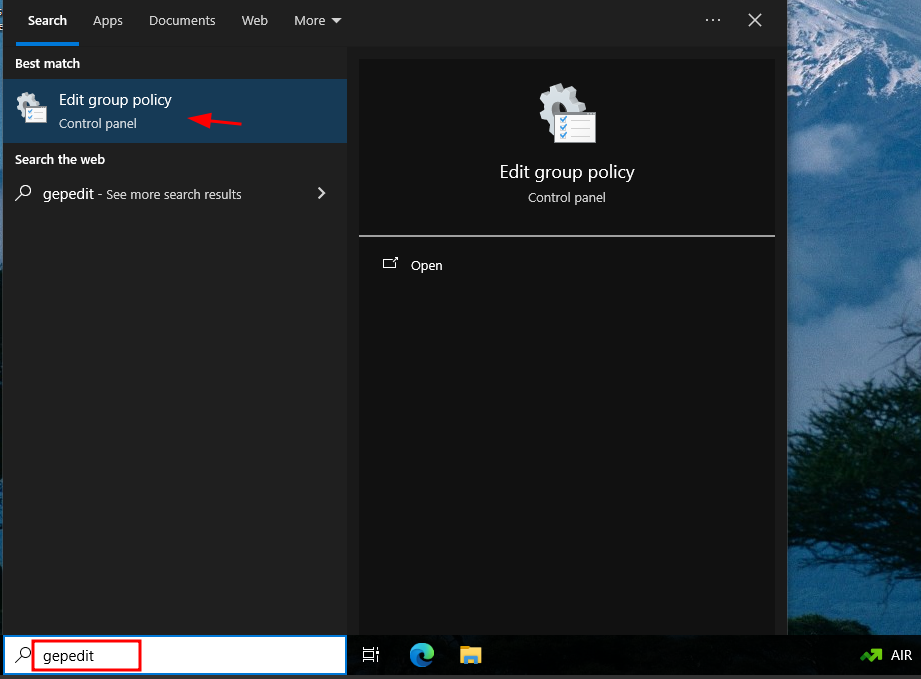 Search Apps Documents Web More ...
Best match
Edit group policy
Control panel
Search the web
gepedit - See more search results
Edit group policy
Control panel
Open
gepedit
AIR